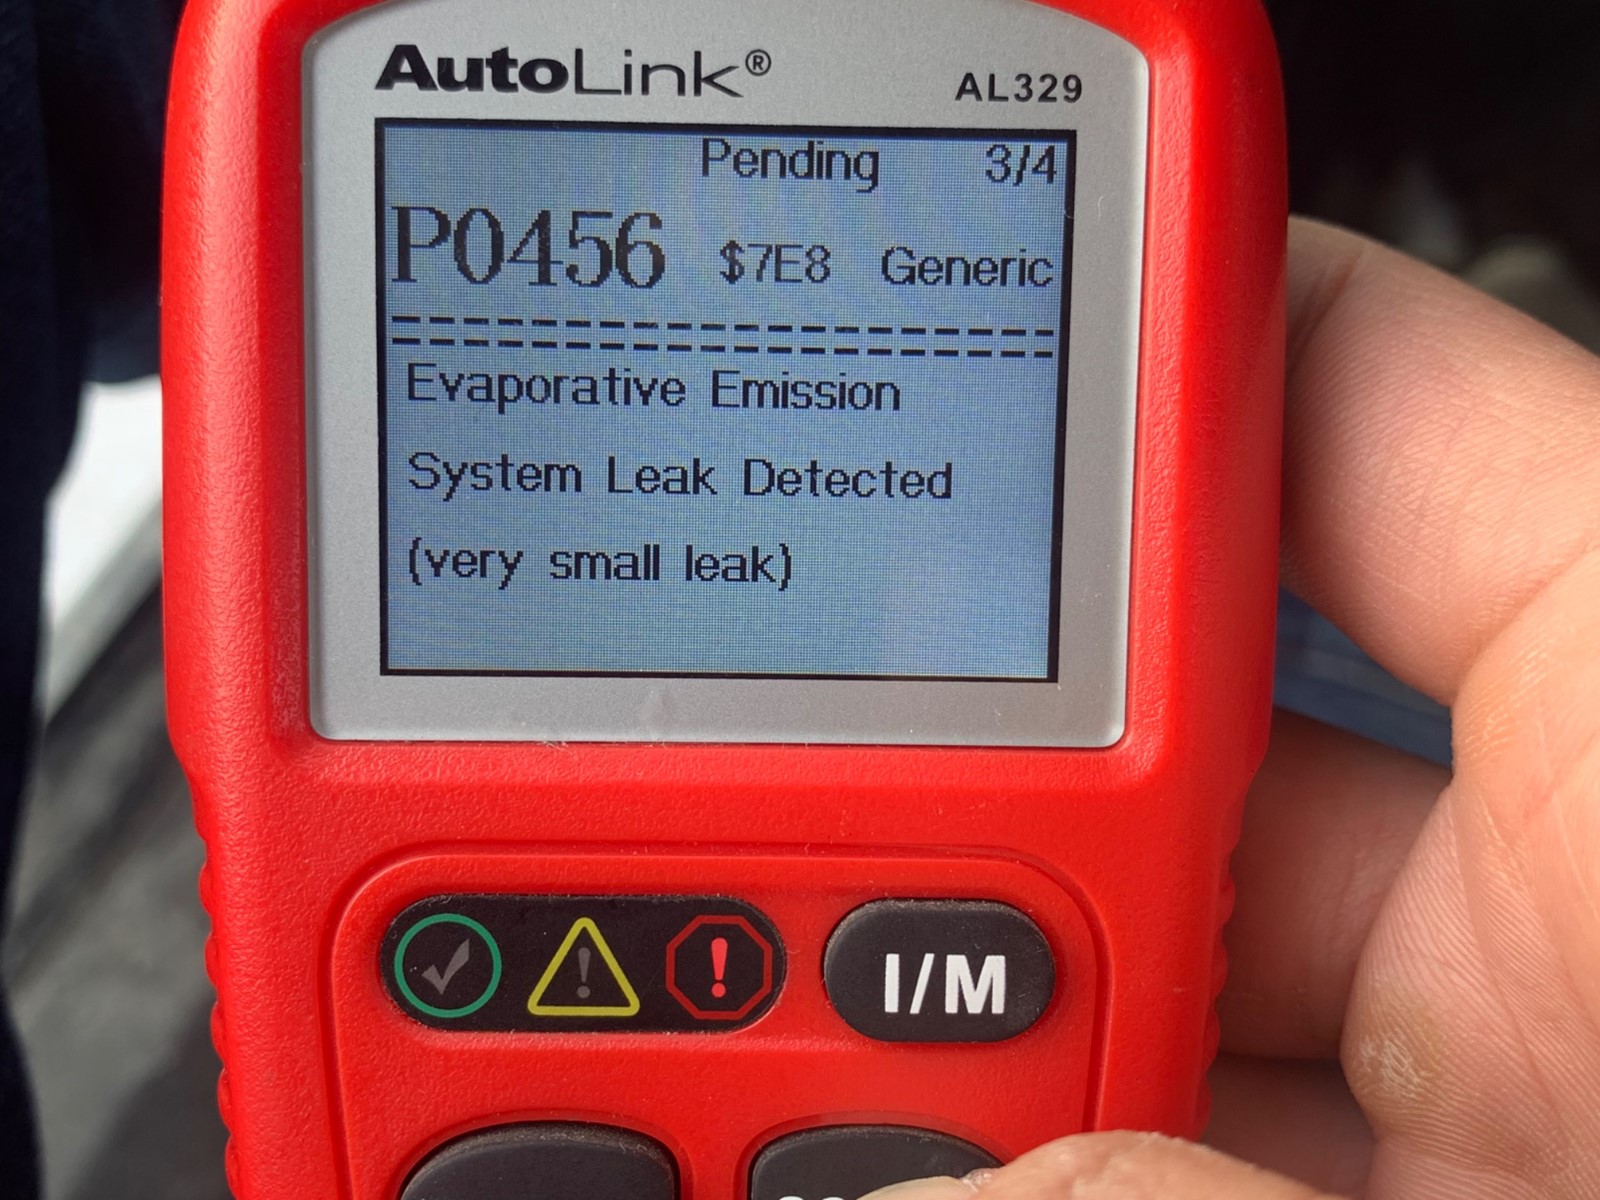 AutoLink®
AL329
Pending 3/4
P0456 $7E8 Generic
Evaporative Emission
System Leak Detected
(very small leak)
I/M